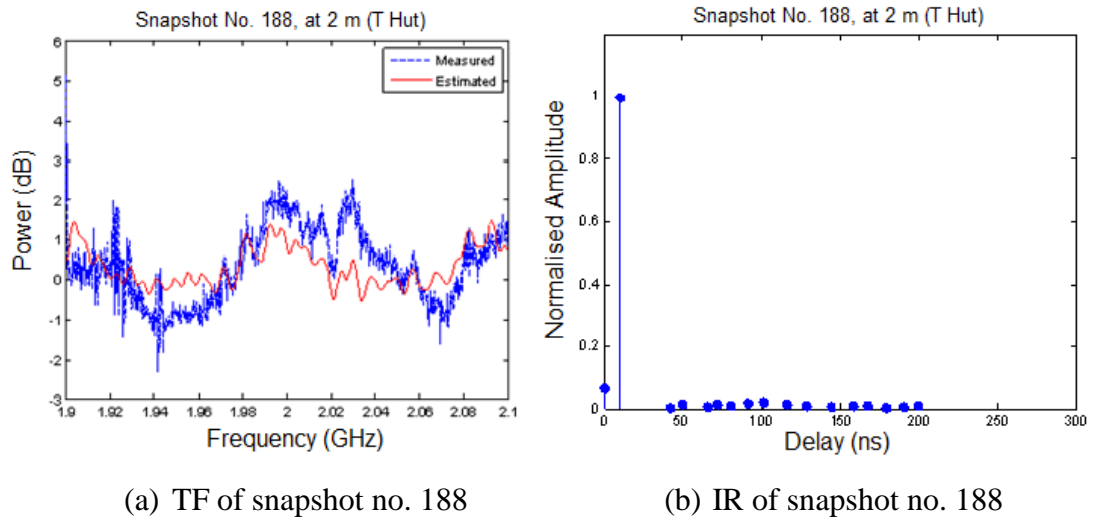 Snapshot No. 188, at 2 m (T Hut)
Power (dB)
6
5
4
3
2
1
0
-1
-2
-3
Measured
Estimated
1.9 1.92 1.94 1.96 1.98 2 2.02 2.04 2.06 2.08 2.1
Frequency (GHz)
(a) TF of snapshot no. 188
Snapshot No. 188, at 2 m (T Hut)
Normalised Amplitude
1
0.8
0.6
0.4
0.2
0
0 50 100 150 200 250 300
Delay (ns)
(b) IR of snapshot no. 188